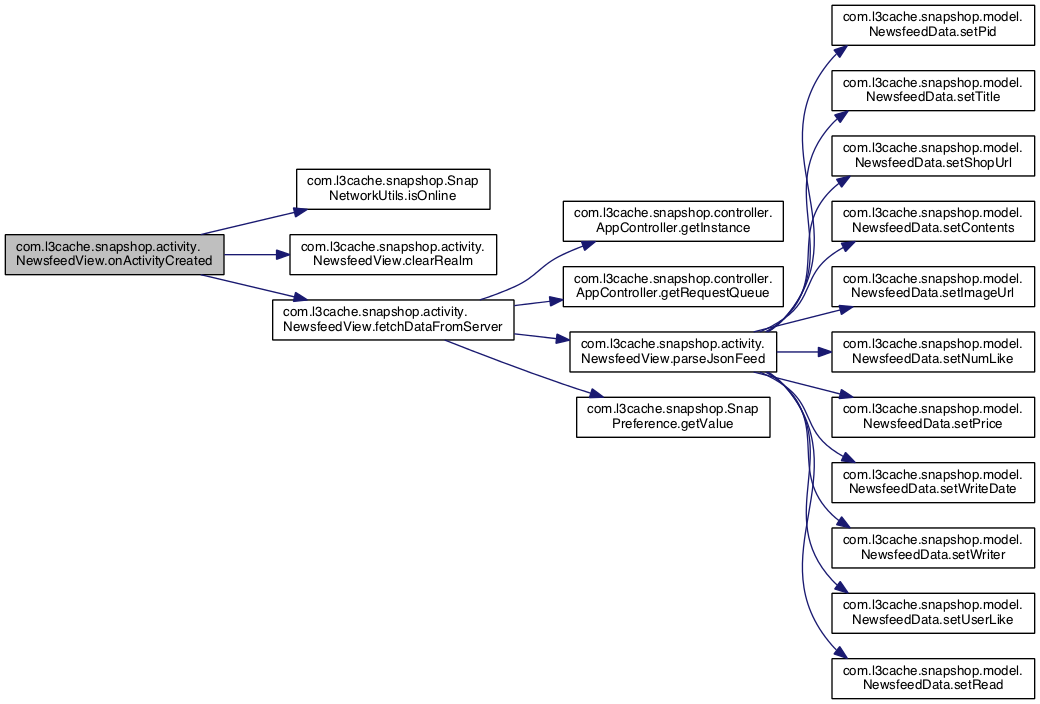 com.l3cache.snapshop.activity.
NewsfeedView.onActivityCreated
com.l3cache.snapshop.Snap
NetworkUtils.isOnline
com.l3cache.snapshop.activity.
NewsfeedView.clearRealm
com.l3cache.snapshop.activity.
NewsfeedView.fetchDataFromServer
com.l3cache.snapshop.controller.
AppController.getInstance
com.l3cache.snapshop.controller.
AppController.getRequestQueue
com.l3cache.snapshop.activity.
NewsfeedView.parseJsonFeed
com.l3cache.snapshop.Snap
Preference.getValue
com.l3cache.snapshop.model.
NewsfeedData.setPid
com.l3cache.snapshop.model.
NewsfeedData.setTitle
com.l3cache.snapshop.model.
NewsfeedData.setShopUrl
com.l3cache.snapshop.model.
NewsfeedData.setContents
com.l3cache.snapshop.model.
NewsfeedData.setImageUrl
com.l3cache.snapshop.model.
NewsfeedData.setNumLike
com.l3cache.snapshop.model.
NewsfeedData.setPrice
com.l3cache.snapshop.model.
NewsfeedData.setWriteDate
com.l3cache.snapshop.model.
NewsfeedData.setWriter
com.l3cache.snapshop.model.
NewsfeedData.setUserLike
com.l3cache.snapshop.model.
NewsfeedData.setRead